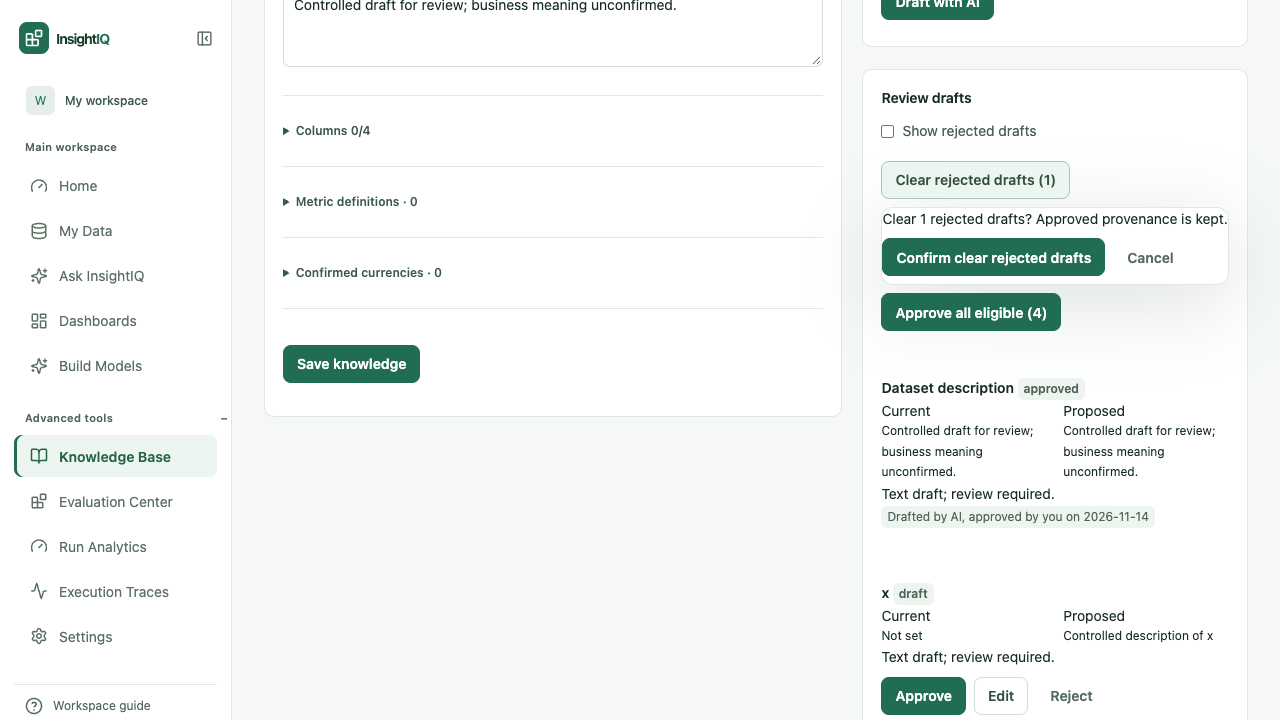 InsightIQ
W
My workspace
Main workspace
Home
My Data
Ask InsightIQ
Dashboards
Build Models
Advanced tools
Knowledge Base
Evaluation Center
Run Analytics
Execution Traces
Settings
Workspace guide
Controlled draft for review; business meaning unconfirmed.
Columns 0/4
Metric definitions · 0
Confirmed currencies · 0
Save knowledge
Draft with AI
Review drafts
Show rejected drafts
Clear rejected drafts (1)
Clear 1 rejected drafts? Approved provenance is kept.
Confirm clear rejected drafts
Cancel
Approve all eligible (4)
Dataset description approved
Current
Controlled draft for review;
business meaning
unconfirmed.
Proposed
Controlled draft for review;
business meaning
unconfirmed.
Text draft; review required.
Drafted by AI, approved by you on 2026-11-14
x draft
Current
Not set
Proposed
Controlled description of x
Text draft; review required.
Approve
Edit
Reject